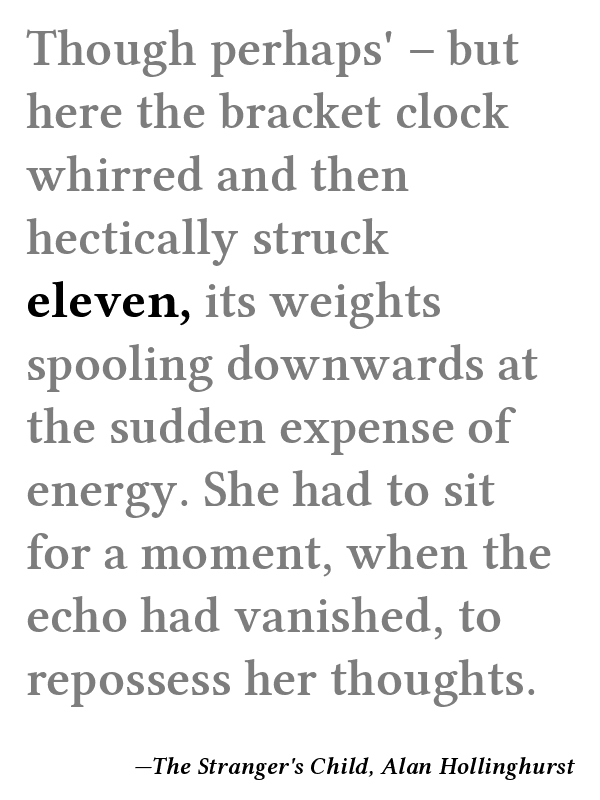 Though perhaps' – but
here the bracket clock
whirred and then
hectically struck
eleven, its weights
spooling downwards at
the sudden expense of
energy. She had to sit
for a moment, when the
echo had vanished, to
repossess her thoughts.
—The Stranger's Child, Alan Hollinghurst